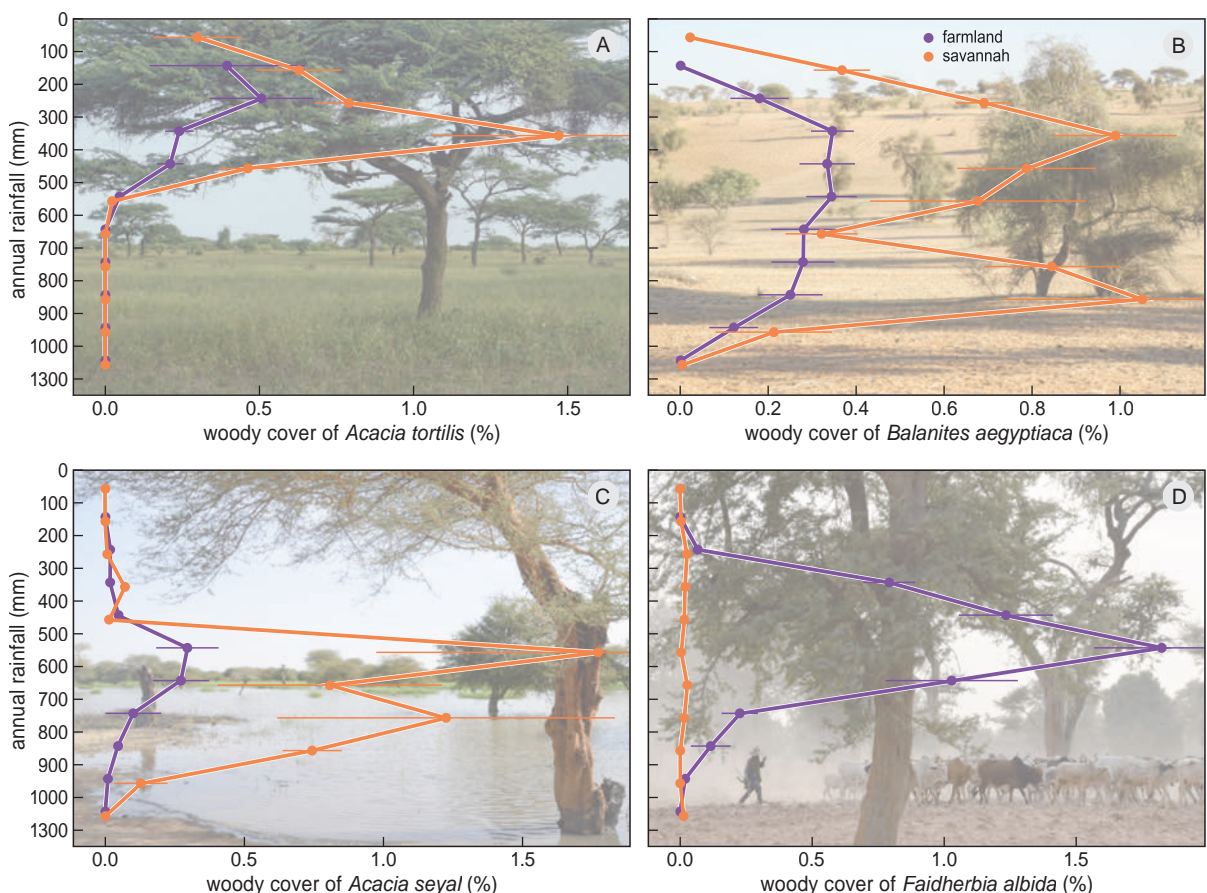 A
0
100
200
300
400
500
600
700
800
900
1000
1300
annual rainfall (mm)
0.0 0.5 1.0 1.5
woody cover of Acacia tortilis (%)
B
farmland
savannah
0.0 0.2 0.4 0.6 0.8 1.0
woody cover of Balanites aegyptiaca (%)
C
0
100
200
300
400
500
600
700
800
900
1000
1300
annual rainfall (mm)
0.0 0.5 1.0 1.5
woody cover of Acacia seyal (%)
D
0.0 0.5 1.0 1.5
woody cover of Faidherbia albida (%)